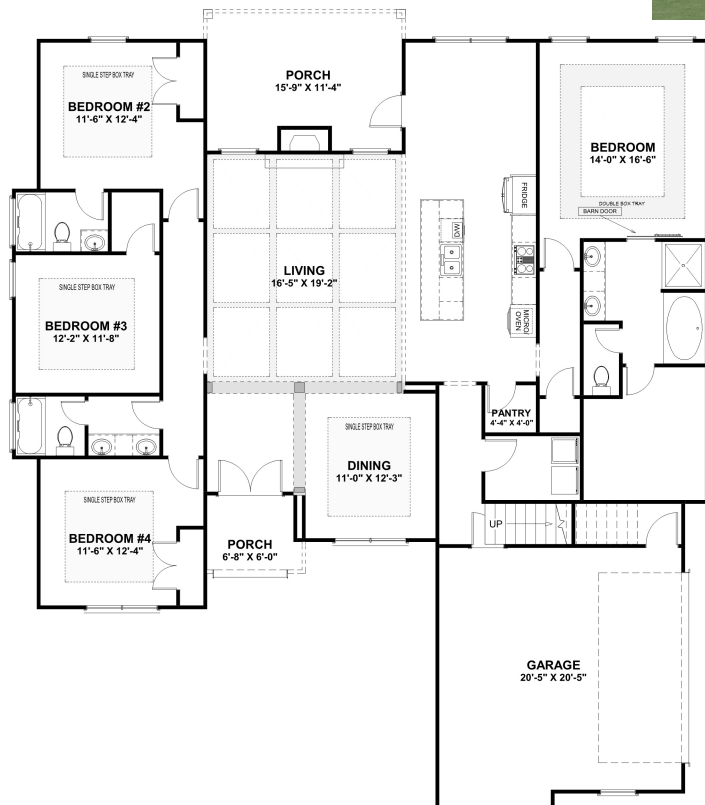 PORCH
15'-9" X 11'-4"
SINGLE STEP BOX TRAY
BEDROOM #2
11'-6" X 12'-4"
BEDROOM
14'-0" X 16'-6"
DOUBLE BOX TRAY
BARN DOOR
FRIDGE
D/W
LIVING
16'-5" X 19'-2"
SINGLE STEP BOX TRAY
BEDROOM #3
12'-2" X 11'-8"
MICRO/
OVEN
PANTRY
4'-4" X 4'-0"
SINGLE STEP BOX TRAY
DINING
11'-0" X 12'-3"
SINGLE STEP BOX TRAY
BEDROOM #4
11'-6" X 12'-4"
UP
PORCH
6'-8" X 6'-0"
GARAGE
20'-5" X 20'-5"